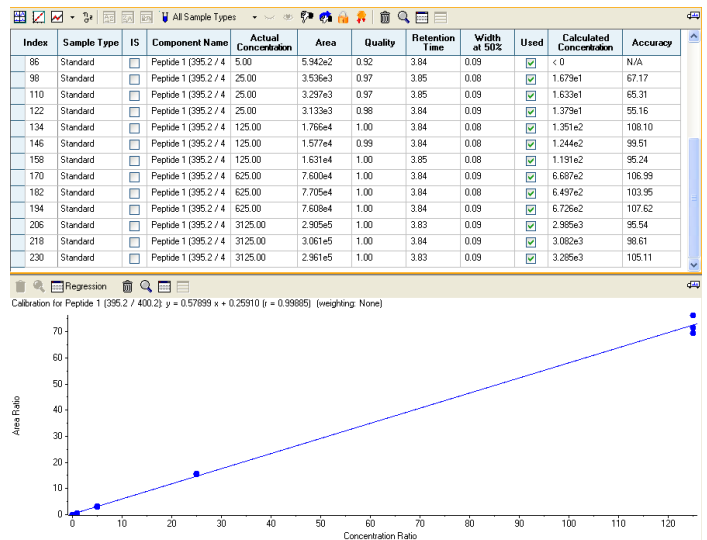 All Sample Types
Index Sample Type IS Component Name Actual Concentration Area Quality Retention Time Width at 50% Used Calculated Concentration Accuracy
86 Standard Peptide 1 (395.2 / 4 5.00 5.942e2 0.92 3.84 0.09 < 0 N/A
98 Standard Peptide 1 (395.2 / 4 25.00 3.536e3 0.97 3.85 0.08 1.679e1 67.17
110 Standard Peptide 1 (395.2 / 4 25.00 3.297e3 0.97 3.85 0.09 1.633e1 65.31
122 Standard Peptide 1 (395.2 / 4 25.00 3.133e3 0.98 3.84 0.09 1.379e1 55.16
134 Standard Peptide 1 (395.2 / 4 125.00 1.766e4 1.00 3.84 0.08 1.351e2 108.10
146 Standard Peptide 1 (395.2 / 4 125.00 1.577e4 0.99 3.84 0.08 1.244e2 99.51
158 Standard Peptide 1 (395.2 / 4 125.00 1.631e4 1.00 3.85 0.08 1.191e2 95.24
170 Standard Peptide 1 (395.2 / 4 625.00 7.600e4 1.00 3.84 0.09 6.687e2 106.99
182 Standard Peptide 1 (395.2 / 4 625.00 7.705e4 1.00 3.84 0.08 6.497e2 103.95
194 Standard Peptide 1 (395.2 / 4 625.00 7.608e4 1.00 3.84 0.09 6.726e2 107.62
206 Standard Peptide 1 (395.2 / 4 3125.00 2.905e5 1.00 3.83 0.09 2.985e3 95.54
218 Standard Peptide 1 (395.2 / 4 3125.00 3.061e5 1.00 3.83 0.09 3.082e3 98.61
230 Standard Peptide 1 (395.2 / 4 3125.00 2.961e5 1.00 3.83 0.09 3.285e3 105.11
Regression
Calibration for Peptide 1 (395.2 / 400.2): y = 0.57899 x + 0.25910 (r = 0.99885) (weighting: None)
70
60
50
40
30
20
10
0
Area Ratio
0 10 20 30 40 50 60 70 80 90 100 110 120
Concentration Ratio